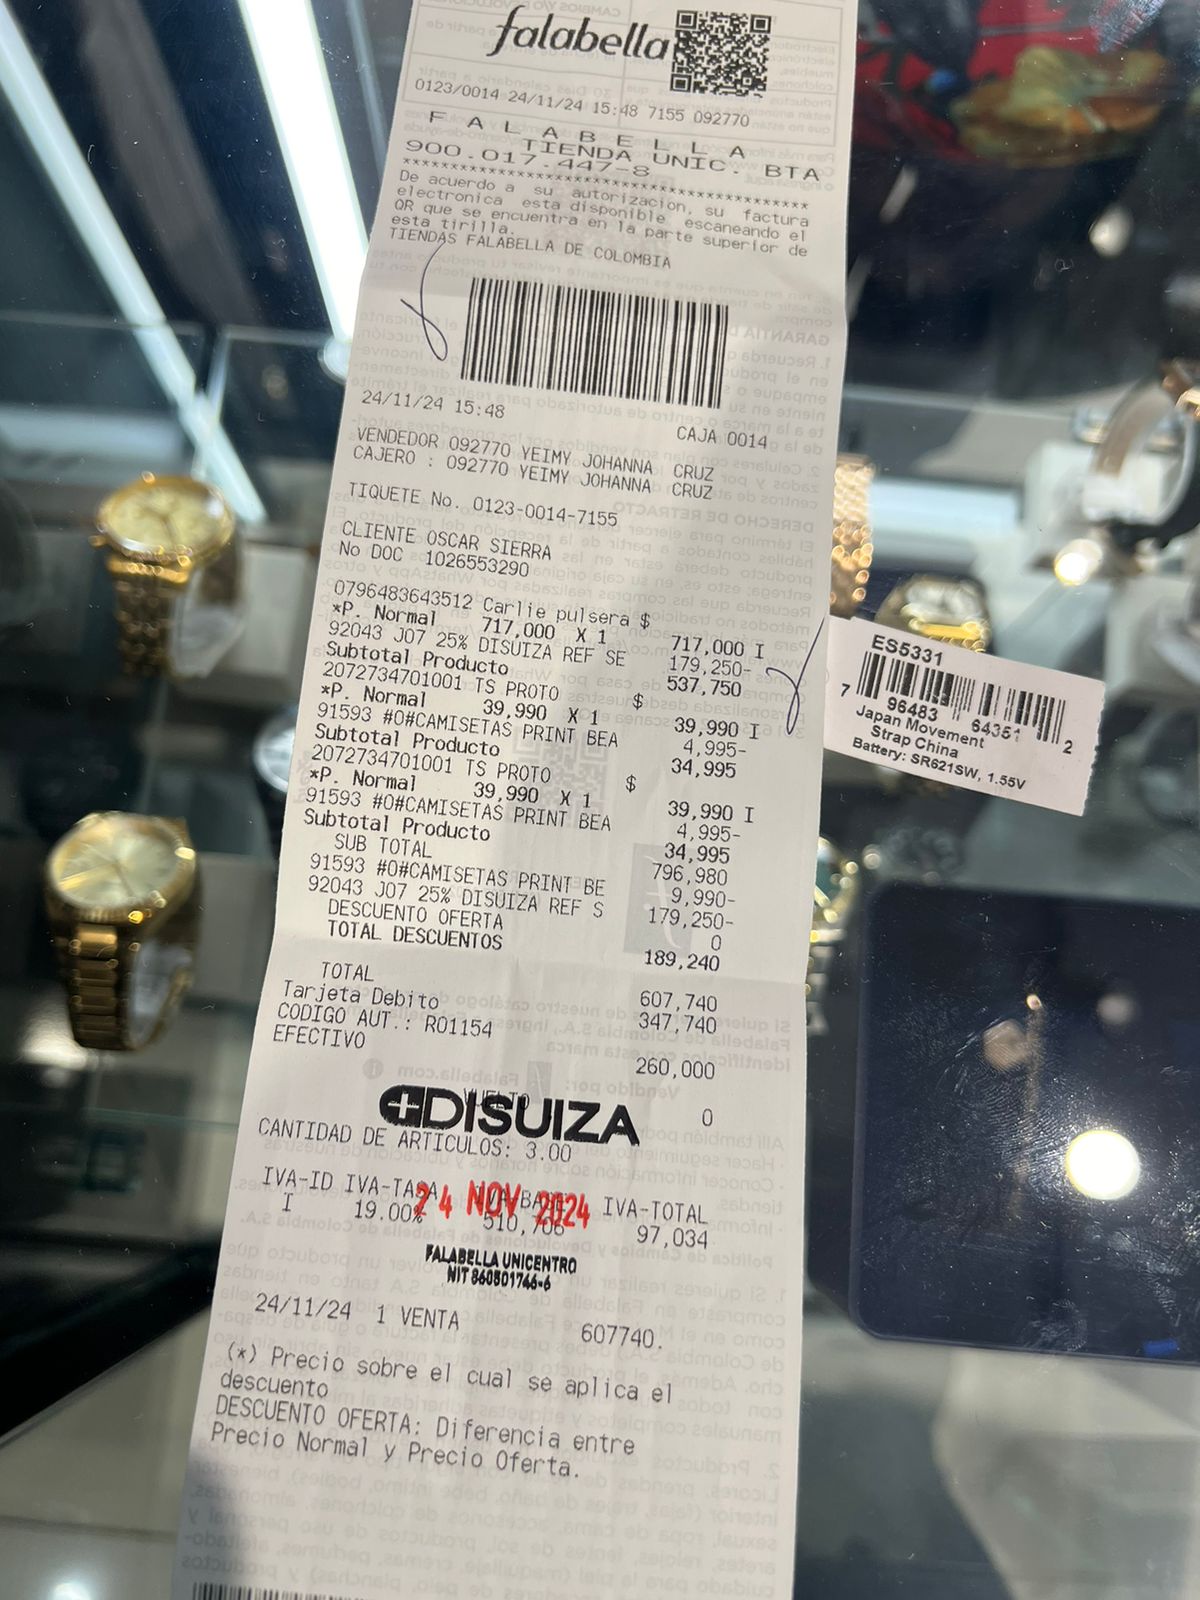 falabella
0123/0014 24/11/24 15:48 7155 092770
F A L A B E L L A
TIENDA UNIC. BTA
900.017.447-8
****************************************
De acuerdo a su autorizacion, su factura
electronica esta disponible escaneando el
QR que se encuentra en la parte superior de
esta tirilla.
TIENDAS FALABELLA DE COLOMBIA
24/11/24 15:48
CAJA 0014
VENDEDOR 092770 YEIMY JOHANNA CRUZ
CAJERO : 092770 YEIMY JOHANNA CRUZ
TIQUETE No. 0123-0014-7155
CLIENTE OSCAR SIERRA
No DOC 1026553290
0796483643512 Carlie pulsera $
*P. Normal 717,000 X 1 717,000 I
92043 J07 25% DISUIZA REF SE 179,250-
Subtotal Producto 537,750
2072734701001 TS PROTO $
*P. Normal 39,990 X 1 39,990 I
91593 #0#CAMISETAS PRINT BEA 4,995-
Subtotal Producto 34,995
2072734701001 TS PROTO $
*P. Normal 39,990 X 1 39,990 I
91593 #0#CAMISETAS PRINT BEA 4,995-
Subtotal Producto 34,995
SUB TOTAL 796,980
91593 #0#CAMISETAS PRINT BE 9,990-
92043 J07 25% DISUIZA REF S 179,250-
DESCUENTO OFERTA 0
TOTAL DESCUENTOS 189,240
TOTAL 607,740
Tarjeta Debito 347,740
CODIGO AUT.: R01154
EFECTIVO 260,000
VUELTO 0
DISUIZA
CANTIDAD DE ARTICULOS: 3.00
IVA-ID IVA-TASA IVA-BASE IVA-TOTAL
I 19.00% 510,706 97,034
24 NOV 2024
FALABELLA UNICENTRO
NIT 860501746-6
24/11/24 1 VENTA 607740.
(*) Precio sobre el cual se aplica el
descuento
DESCUENTO OFERTA: Diferencia entre
Precio Normal y Precio Oferta.
ES5331
7 96483 64351 2
Japan Movement
Strap China
Battery: SR621SW, 1.55V